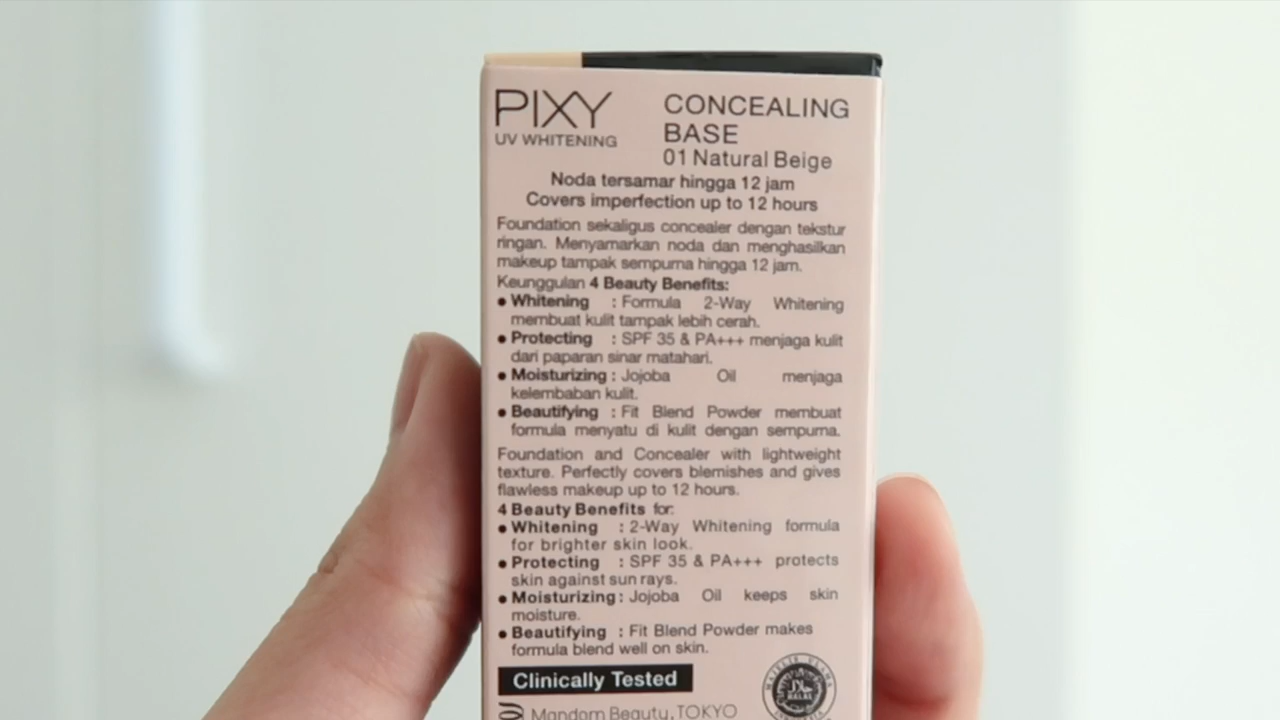 PIXY
UV WHITENING
CONCEALING
BASE
01 Natural Beige
Noda tersamar hingga 12 jam
Covers imperfection up to 12 hours
Foundation sekaligus concealer dengan tekstur
ringan. Menyamarkan noda dan menghasilkan
makeup tampak sempurna hingga 12 jam.
Keunggulan 4 Beauty Benefits:
• Whitening : Formula 2-Way Whitening
membuat kulit tampak lebih cerah.
• Protecting : SPF 35 & PA+++ menjaga kulit
dari paparan sinar matahari.
• Moisturizing : Jojoba Oil menjaga
kelembaban kulit.
• Beautifying : Fit Blend Powder membuat
formula menyatu di kulit dengan sempurna.
Foundation and Concealer with lightweight
texture. Perfectly covers blemishes and gives
flawless makeup up to 12 hours.
4 Beauty Benefits for:
• Whitening : 2-Way Whitening formula
for brighter skin look.
• Protecting : SPF 35 & PA+++ protects
skin against sun rays.
• Moisturizing : Jojoba Oil keeps skin
moisture.
• Beautifying : Fit Blend Powder makes
formula blend well on skin.
Clinically Tested
Mandom Beauty, TOKYO
MAJELIS ULAMA
HALAL